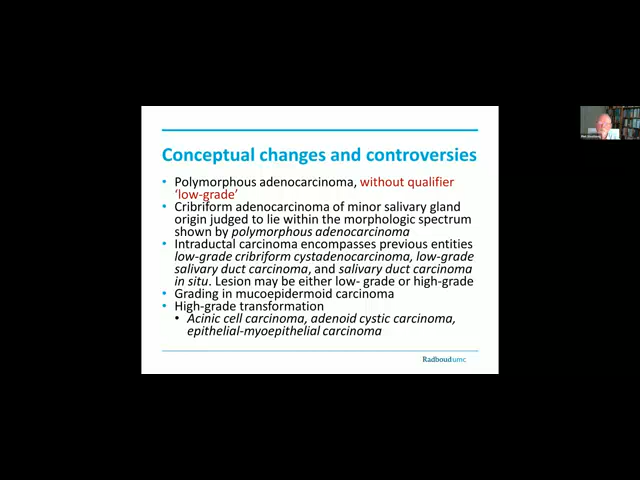 Conceptual changes and controversies
• Polymorphous adenocarcinoma, without qualifier
'low-grade'
• Cribriform adenocarcinoma of minor salivary gland
origin judged to lie within the morphologic spectrum
shown by polymorphous adenocarcinoma
• Intraductal carcinoma encompasses previous entities
low-grade cribriform cystadenocarcinoma, low-grade
salivary duct carcinoma, and salivary duct carcinoma
in situ. Lesion may be either low- grade or high-grade
• Grading in mucoepidermoid carcinoma
• High-grade transformation
• Acinic cell carcinoma, adenoid cystic carcinoma,
epithelial-myoepithelial carcinoma
Radboudumc